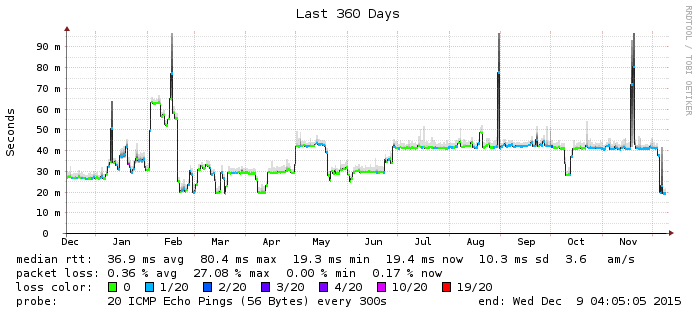 Last 360 Days
RRDTOOL / TOBI OETIKER
Seconds
90 m
80 m
70 m
60 m
50 m
40 m
30 m
20 m
10 m
0
Dec Jan Feb Mar Apr May Jun Jul Aug Sep Oct Nov
median rtt: 36.9 ms avg 80.4 ms max 19.3 ms min 19.4 ms now 10.3 ms sd 3.6 am/s
packet loss: 0.36 % avg 27.08 % max 0.00 % min 0.17 % now
loss color: 0 1/20 2/20 3/20 4/20 10/20 19/20
probe: 20 ICMP Echo Pings (56 Bytes) every 300s end: Wed Dec 9 04:05:05 2015